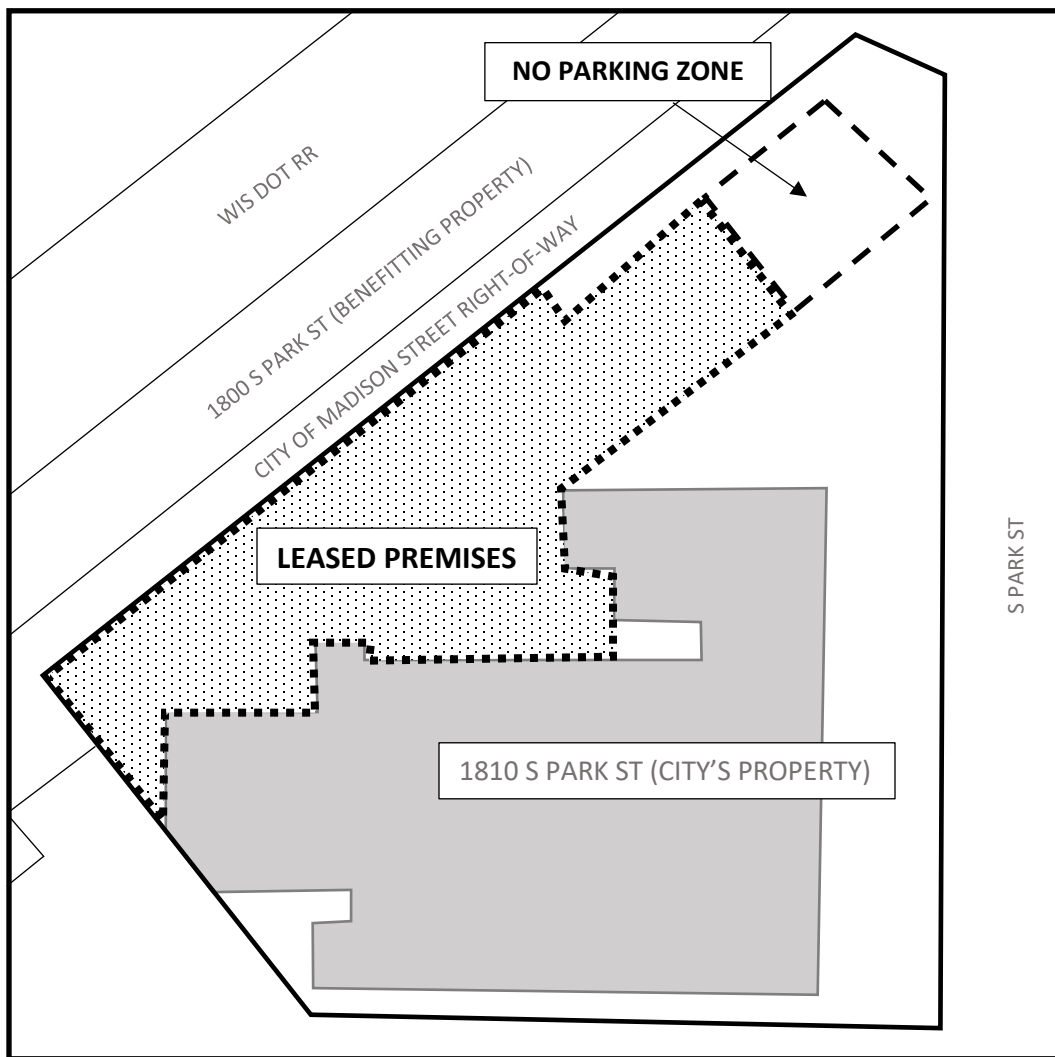 NO PARKING ZONE
WIS DOT RR
1800 S PARK ST (BENEFITTING PROPERTY)
CITY OF MADISON STREET RIGHT-OF-WAY
LEASED PREMISES
S PARK ST
1810 S PARK ST (CITY’S PROPERTY)